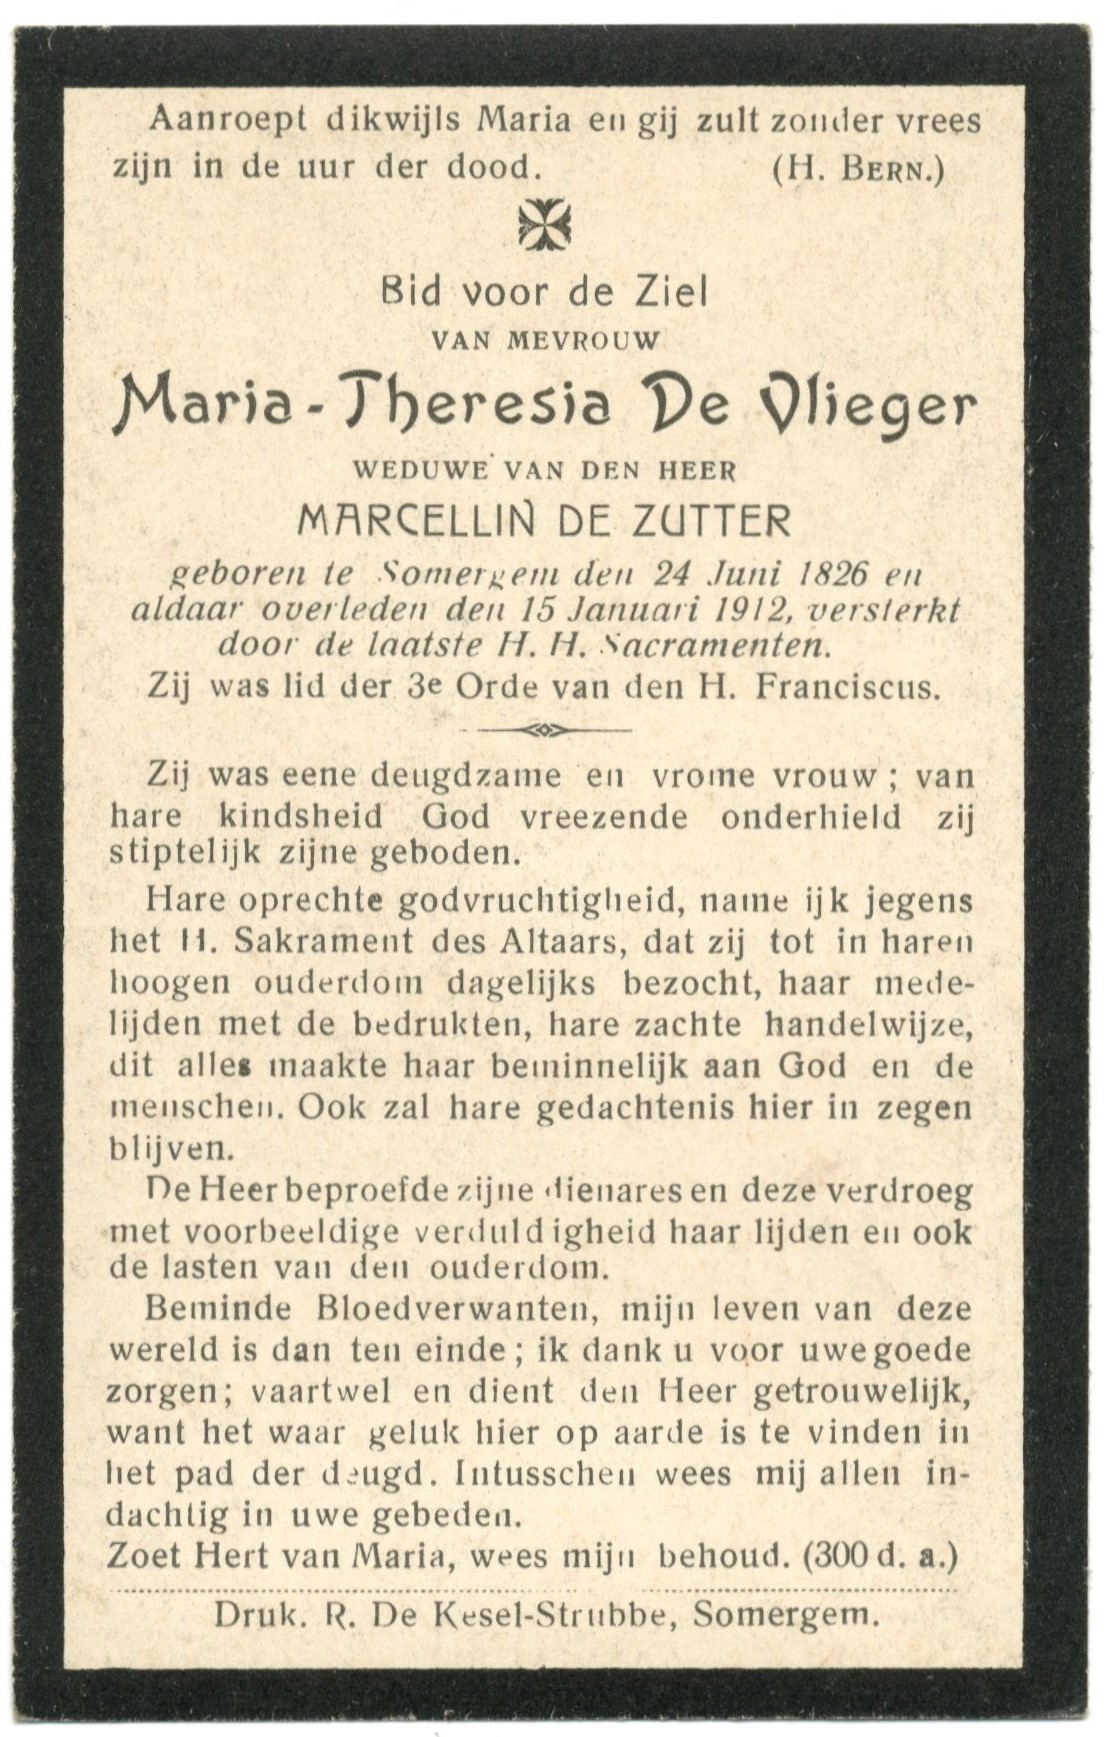 Aanroept dikwijls Maria en gij zult zonder vrees
zijn in de uur der dood. (H. BERN.)
Bid voor de Ziel
VAN MEVROUW
Maria-Theresia De Vlieger
WEDUWE VAN DEN HEER
MARCELLIN DE ZUTTER
geboren te Somergem den 24 Juni 1826 en
aldaar overleden den 15 Januari 1912, versterkt
door de laatste H. H. Sacramenten.
Zij was lid der 3e Orde van den H. Franciscus.
Zij was eene deugdzame en vrome vrouw; van
hare kindsheid God vreezende onderhield zij
stiptelijk zijne geboden.
Hare oprechte godvruchtigheid, name ijk jegens
het H. Sakrament des Altaars, dat zij tot in haren
hoogen ouderdom dagelijks bezocht, haar mede-
lijden met de bedrukten, hare zachte handelwijze,
dit alles maakte haar beminnelijk aan God en de
menschen. Ook zal hare gedachtenis hier in zegen
blijven.
De Heer beproefde zijne dienares en deze verdroeg
met voorbeeldige verduldigheid haar lijden en ook
de lasten van den ouderdom.
Beminde Bloedverwanten, mijn leven van deze
wereld is dan ten einde; ik dank u voor uwe goede
zorgen; vaartwel en dient den Heer getrouwelijk,
want het waar geluk hier op aarde is te vinden in
het pad der deugd. Intusschen wees mij allen in-
dachtig in uwe gebeden.
Zoet Hert van Maria, wees mijn behoud. (300 d. a.)
Druk. R. De Kesel-Strubbe, Somergem.